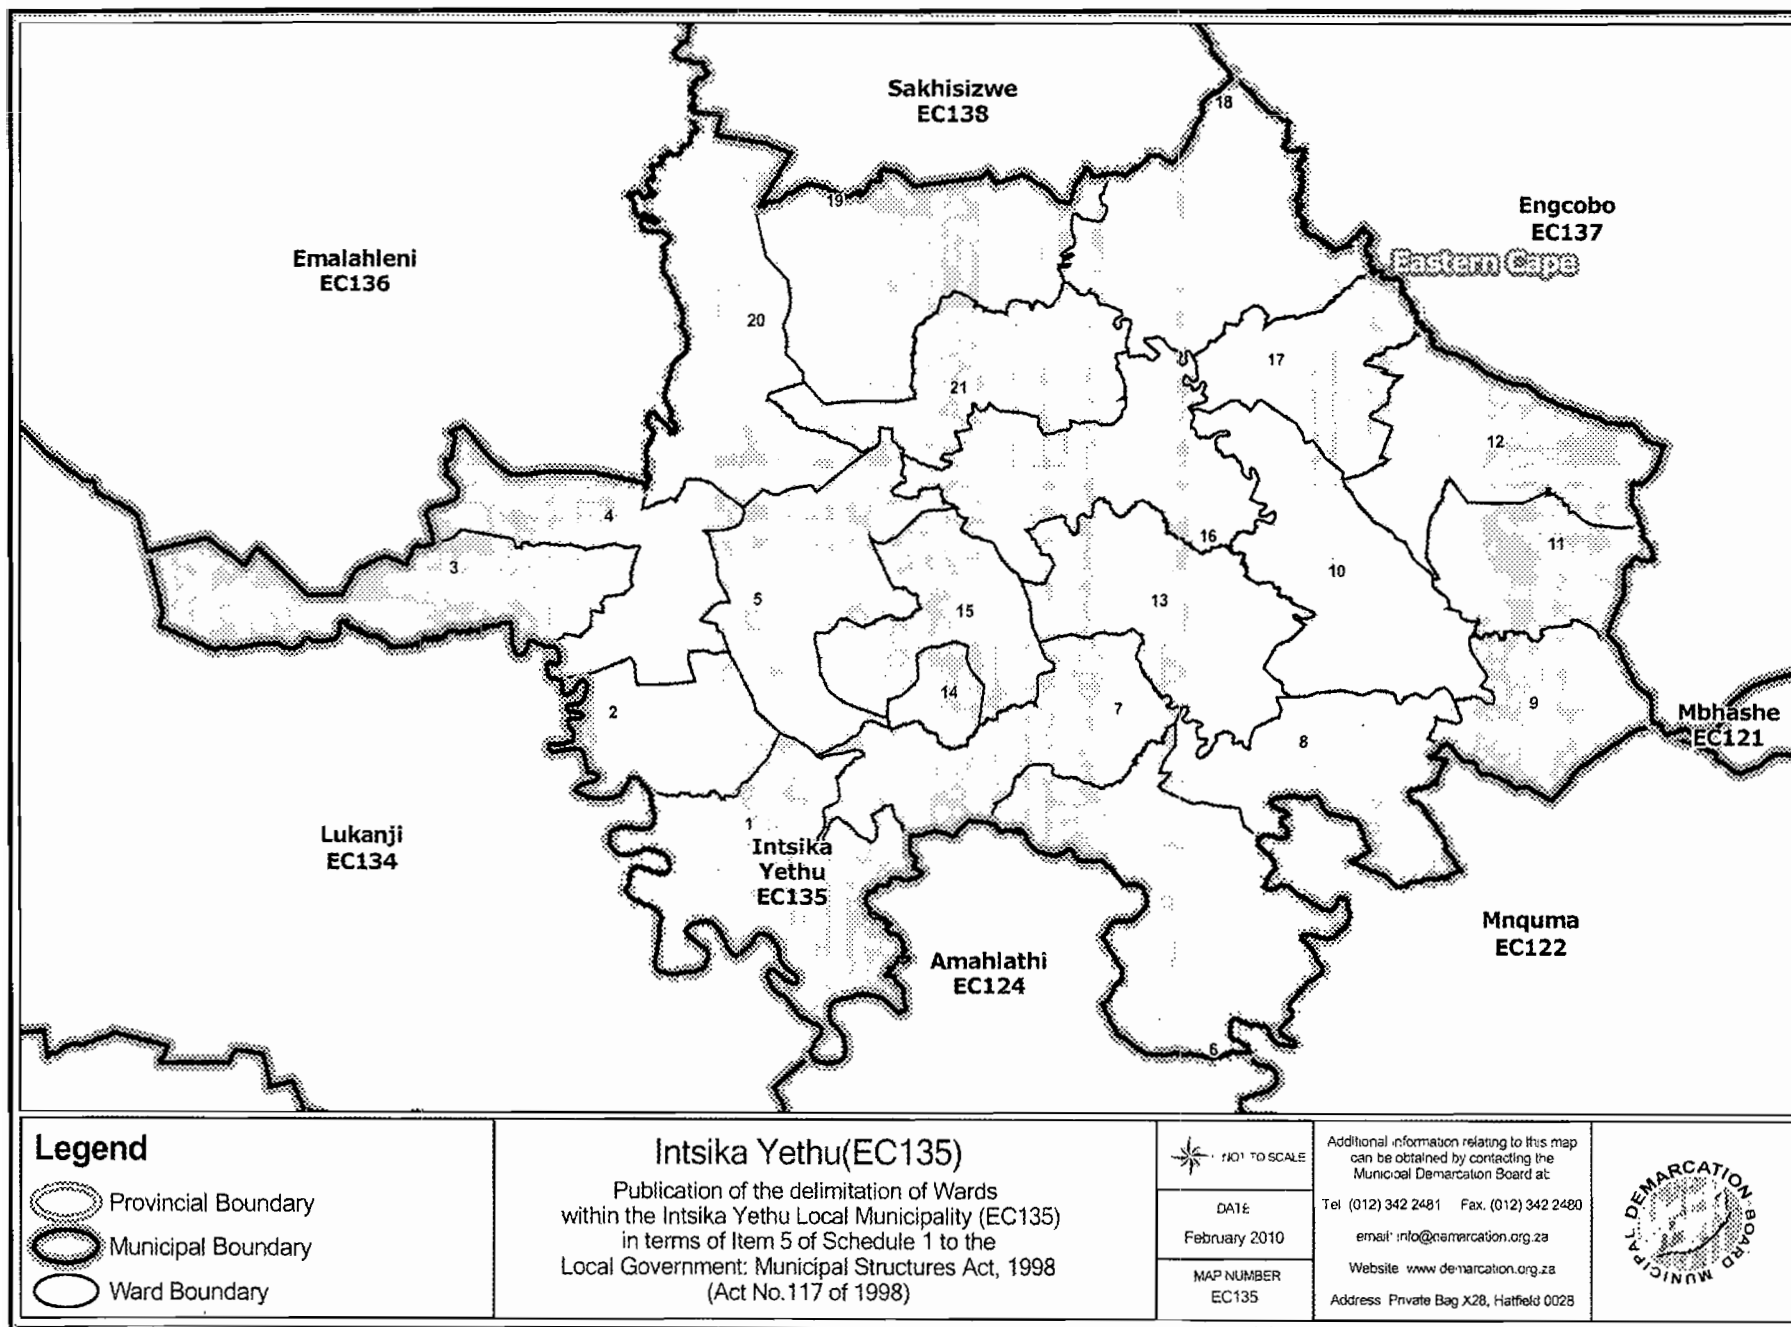 Sakhisizwe
EC138
18
Engcobo
EC137
Eastern Cape
19
Emalahleni
EC136
20
17
21
12
4
16
11
3
10
5
13
15
14
2
7
9
8
Mbhashe
EC121
1
Intsika
Yethu
EC135
Lukanji
EC134
Mnquma
EC122
Amahlathi
EC124
6
Legend
Provincial Boundary
Municipal Boundary
Ward Boundary
Intsika Yethu(EC135)
Publication of the delimitation of Wards
within the Intsika Yethu Local Municipality (EC135)
in terms of Item 5 of Schedule 1 to the
Local Government: Municipal Structures Act, 1998
(Act No.117 of 1998)
NOT TO SCALE
DATE
February 2010
MAP NUMBER
EC135
Additional information relating to this map
can be obtained by contacting the
Municipal Demarcation Board at:
Tel (012) 342 2481 Fax. (012) 342 2480
email: info@demarcation.org.za
Website www demarcation.org.za
Address Private Bag X28, Hatfield 0028
MUNICIPAL DEMARCATION BOARD